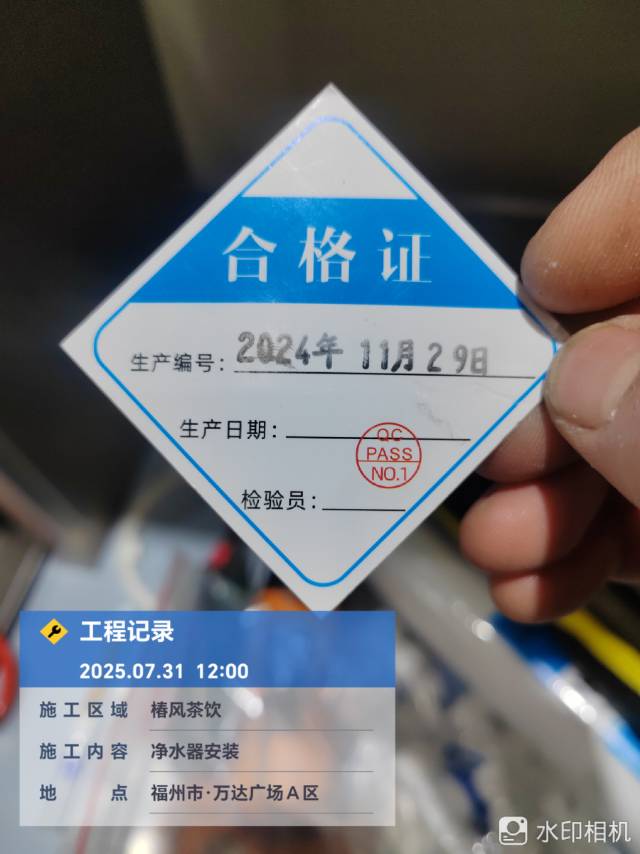 合格证
生产编号：2024年 11月29日
生产日期：
QC
PASS
NO.1
检验员：
工程记录
2025.07.31 12:00
施工区域 椿风茶饮
施工内容 净水器安装
地点 福州市·万达广场A区
水印相机